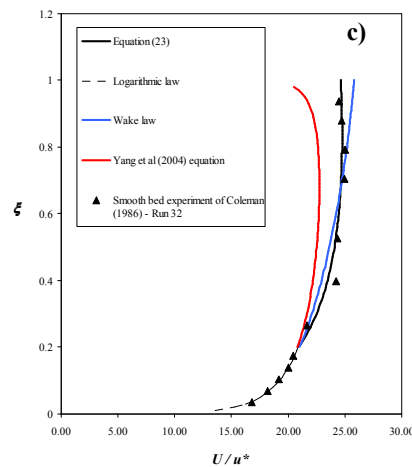 1.2
c)
Equation (23)
1
Logarithmic law
Wake law
0.8
Yang et al (2004) equation
Smooth bed experiment of Coleman
(1986) - Run 32
ξ
0.6
0.4
0.2
0
0.00 5.00 10.00 15.00 20.00 25.00 30.00
U / u*